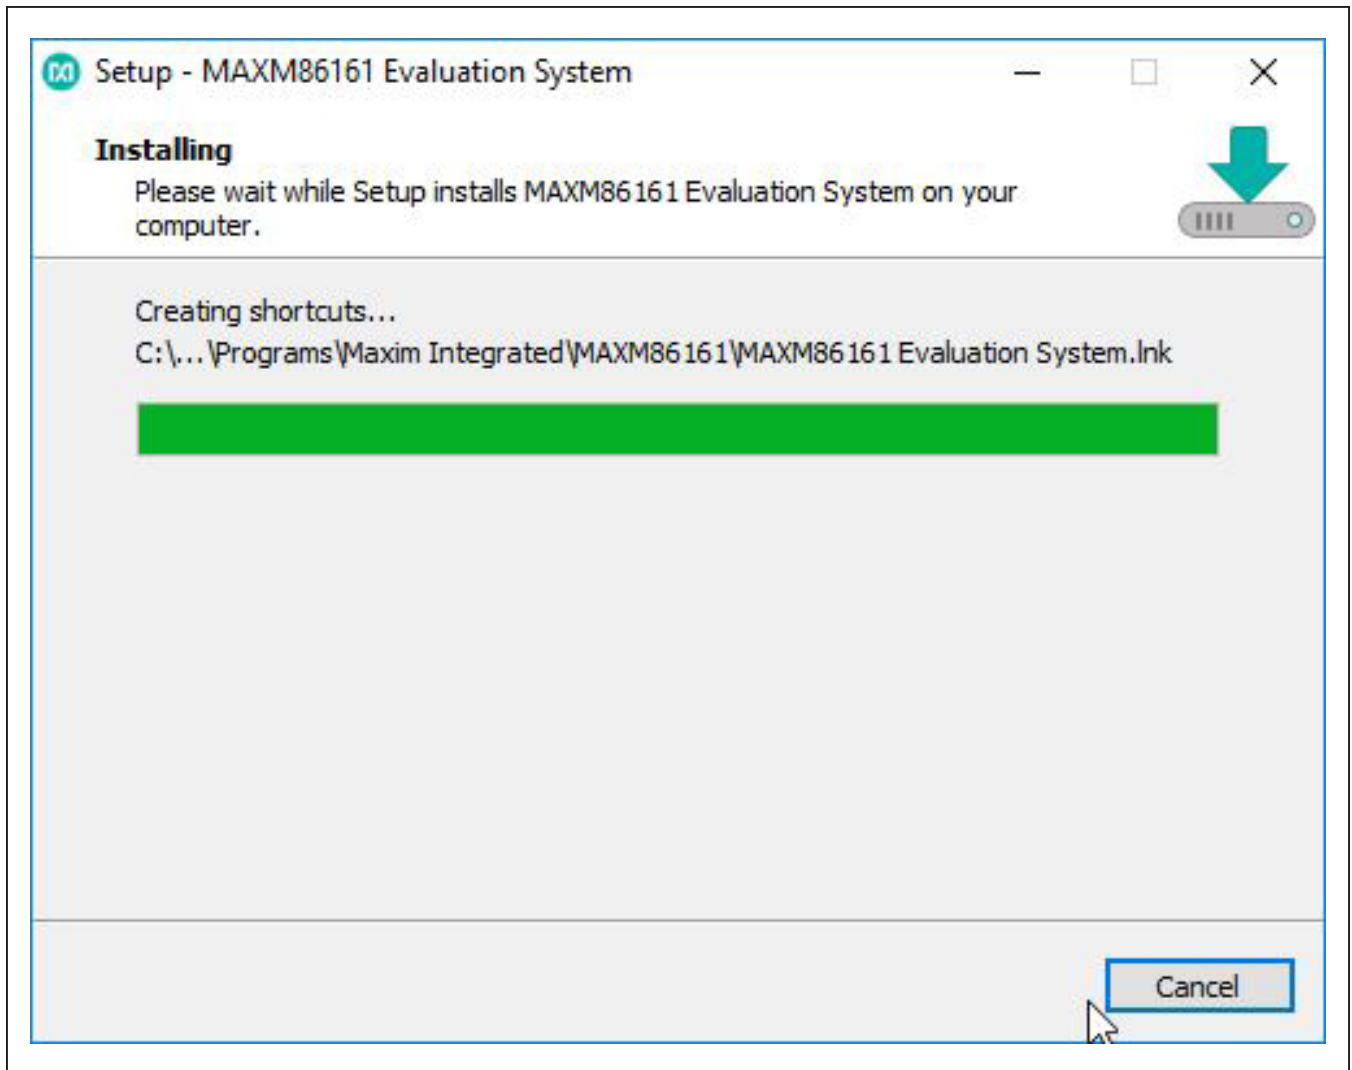 Setup - MAXM86161 Evaluation System
Installing
Please wait while Setup installs MAXM86161 Evaluation System on your
computer.
Creating shortcuts...
C:\...\Programs\Maxim Integrated\MAXM86161\MAXM86161 Evaluation System.lnk
Cancel